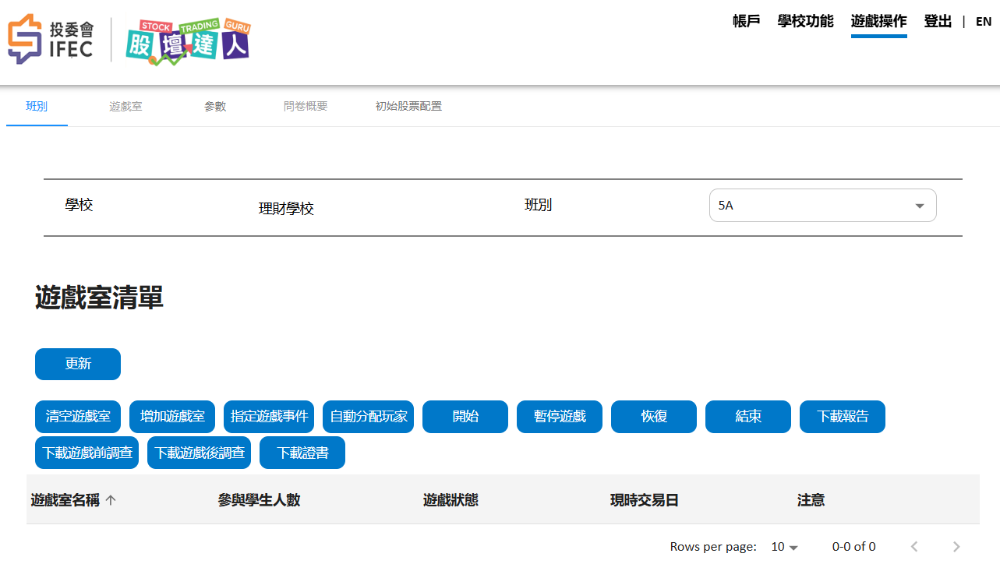 投委會
IFEC
STOCK TRADING GURU
股壇達人
帳戶 學校功能 遊戲操作 登出 | EN
班別 遊戲室 參數 問卷概要 初始股票配置
學校 理財學校 班別 5A
遊戲室清單
更新
清空遊戲室 增加遊戲室 指定遊戲事件 自動分配玩家 開始 暫停遊戲 恢復 結束 下載報告
下載遊戲前調查 下載遊戲後調查 下載證書
遊戲室名稱 參與學生人數 遊戲狀態 現時交易日 注意
Rows per page: 10 0-0 of 0